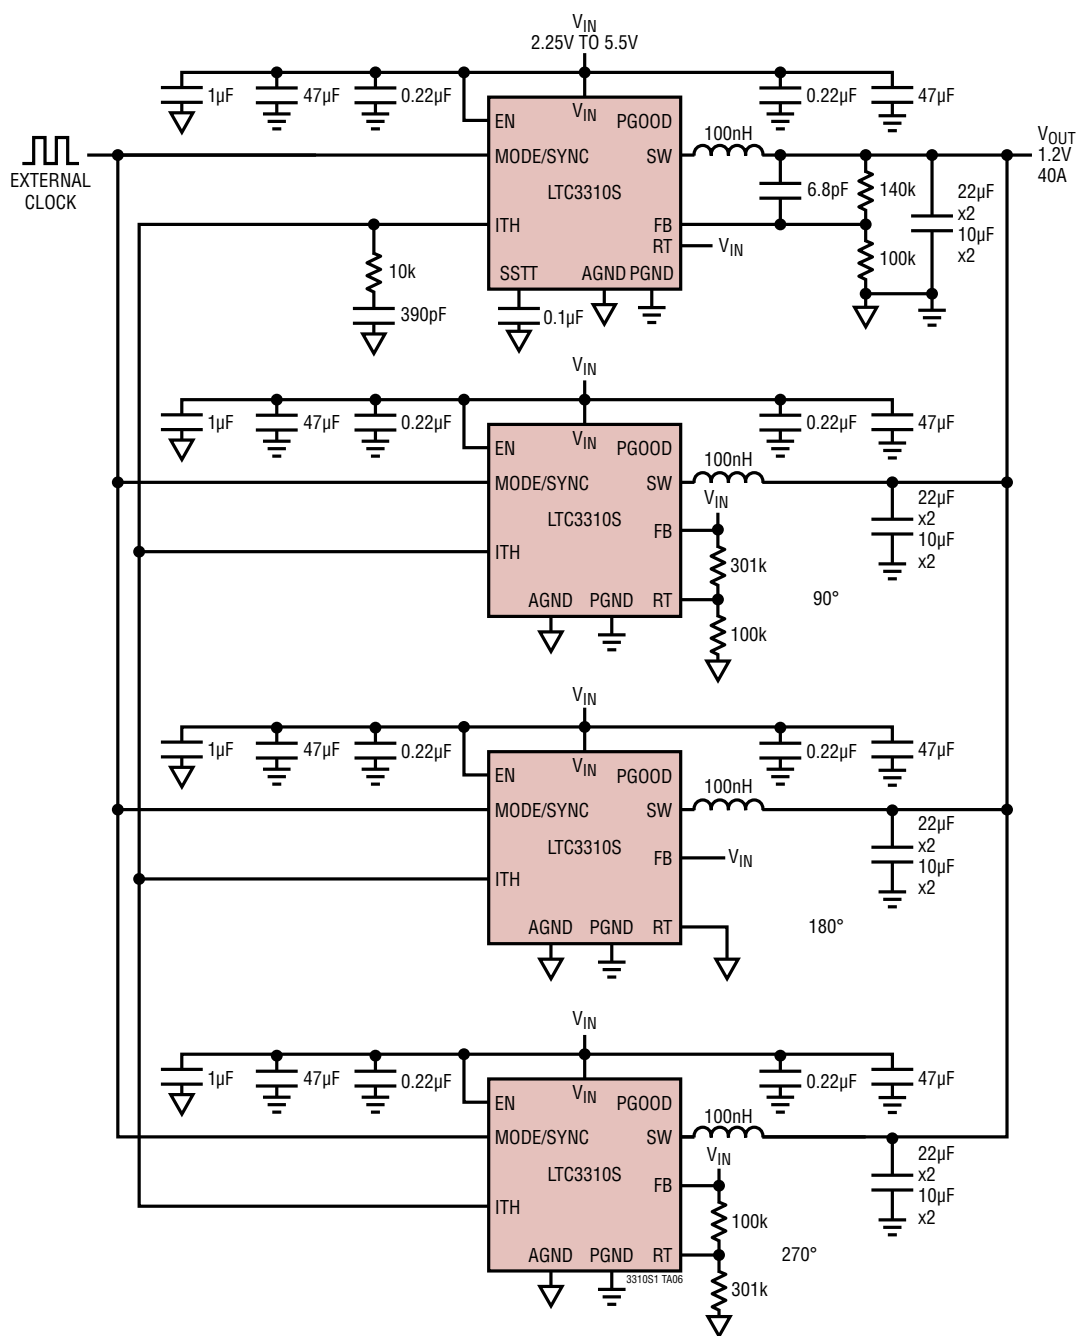 VIN
2.25V TO 5.5V
1µF
47µF
0.22µF
0.22µF
47µF
EXTERNAL
CLOCK
EN
VIN
PGOOD
MODE/SYNC
SW
LTC3310S
ITH
FB
RT
SSTT
AGND
PGND
100nH
VOUT
1.2V
40A
6.8pF
140k
22µF
x2
10µF
x2
VIN
100k
10k
390pF
0.1µF
VIN
1µF
47µF
0.22µF
0.22µF
47µF
EN
VIN
PGOOD
MODE/SYNC
SW
LTC3310S
FB
ITH
AGND
PGND
RT
100nH
VIN
22µF
x2
10µF
x2
301k
90°
100k
VIN
1µF
47µF
0.22µF
0.22µF
47µF
EN
VIN
PGOOD
MODE/SYNC
SW
LTC3310S
FB
ITH
AGND
PGND
RT
100nH
22µF
x2
10µF
x2
VIN
180°
VIN
1µF
47µF
0.22µF
0.22µF
47µF
EN
VIN
PGOOD
MODE/SYNC
SW
LTC3310S
FB
ITH
AGND
PGND
RT
100nH
VIN
22µF
x2
10µF
x2
100k
270°
301k
3310S1 TA06